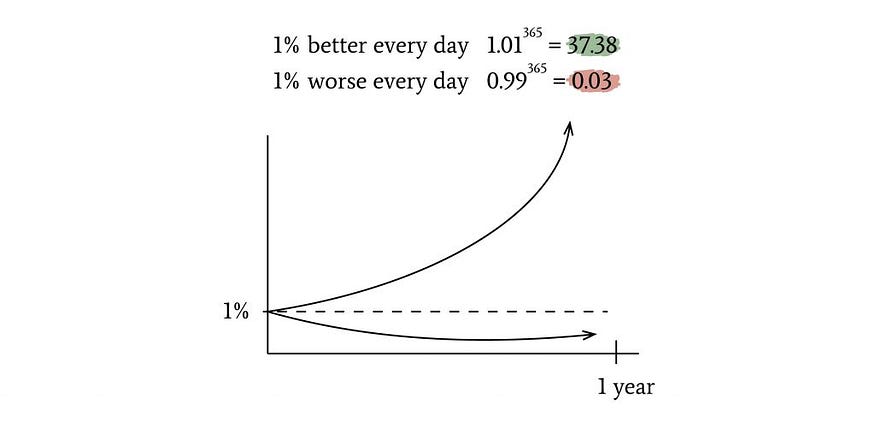 1% better every day 1.01^365 = 37.38
1% worse every day 0.99^365 = 0.03
1%
1 year